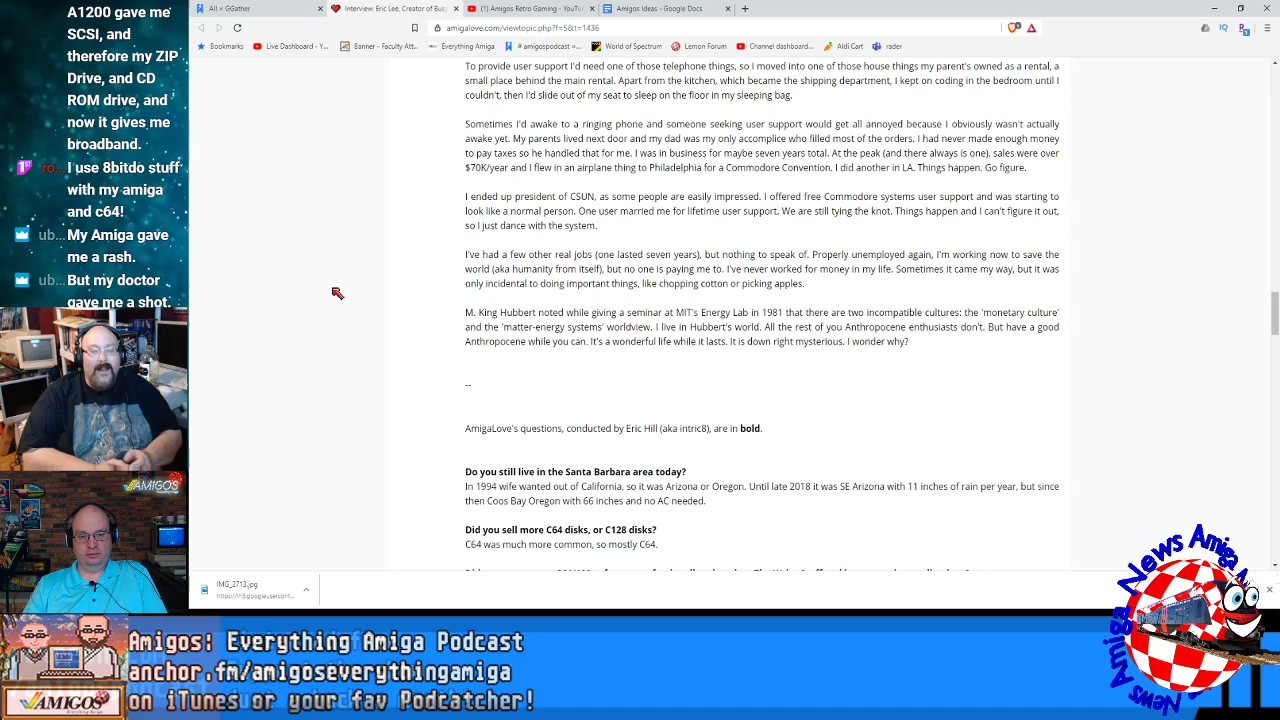 A1200 gave me
SCSI, and
therefore my ZIP
Drive, and CD
ROM drive, and
now it gives me
broadband.
ro... I use 8bitdo stuff
with my amiga
and c64!
ub... My Amiga gave
me a rash.
ub... But my doctor
gave me a shot.
All × GGather
Interview: Eric Lee, Creator of Bus
(1) Amigos Retro Gaming - YouTu
Amigos Ideas - Google Docs
amigalove.com/viewtopic.php?f=5&t=1436
Bookmarks
Live Dashboard - Y...
Banner - Faculty Att...
Everything Amiga
# amigospodcast ×...
World of Spectrum
Lemon Forum
Channel dashboard...
Aldi Cart
rader
To provide user support I'd need one of those telephone things, so I moved into one of those house things my parent's owned as a rental, a
small place behind the main rental. Apart from the kitchen, which became the shipping department, I kept on coding in the bedroom until I
couldn't, then I'd slide out of my seat to sleep on the floor in my sleeping bag.
Sometimes I'd awake to a ringing phone and someone seeking user support would get all annoyed because I obviously wasn't actually
awake yet. My parents lived next door and my dad was my only accomplice who filled most of the orders. I had never made enough money
to pay taxes so he handled that for me. I was in business for maybe seven years total. At the peak (and there always is one), sales were over
$70K/year and I flew in an airplane thing to Philadelphia for a Commodore Convention. I did another in LA. Things happen. Go figure.
I ended up president of CSUN, as some people are easily impressed. I offered free Commodore systems user support and was starting to
look like a normal person. One user married me for lifetime user support. We are still tying the knot. Things happen and I can't figure it out,
so I just dance with the system.
I've had a few other real jobs (one lasted seven years), but nothing to speak of. Properly unemployed again, I'm working now to save the
world (aka humanity from itself), but no one is paying me to. I've never worked for money in my life. Sometimes it came my way, but it was
only incidental to doing important things, like chopping cotton or picking apples.
M. King Hubbert noted while giving a seminar at MIT's Energy Lab in 1981 that there are two incompatible cultures: the 'monetary culture'
and the 'matter-energy systems' worldview. I live in Hubbert's world. All the rest of you Anthropocene enthusiasts don't. But have a good
Anthropocene while you can. It's a wonderful life while it lasts. It is down right mysterious. I wonder why?
--
AmigaLove's questions, conducted by Eric Hill (aka intric8), are in bold.
Do you still live in the Santa Barbara area today?
In 1994 wife wanted out of California, so it was Arizona or Oregon. Until late 2018 it was SE Arizona with 11 inches of rain per year, but since
then Coos Bay Oregon with 66 inches and no AC needed.
Did you sell more C64 disks, or C128 disks?
C64 was much more common, so mostly C64.
IMG_2713.jpg
https://lh3.googleusercont...
AMIGOS
Amigos: Everything Amiga Podcast
anchor.fm/amigoseverythingamiga
on iTunes or your fav Podcatcher!
AMIGOS
Amiga News Amiga News